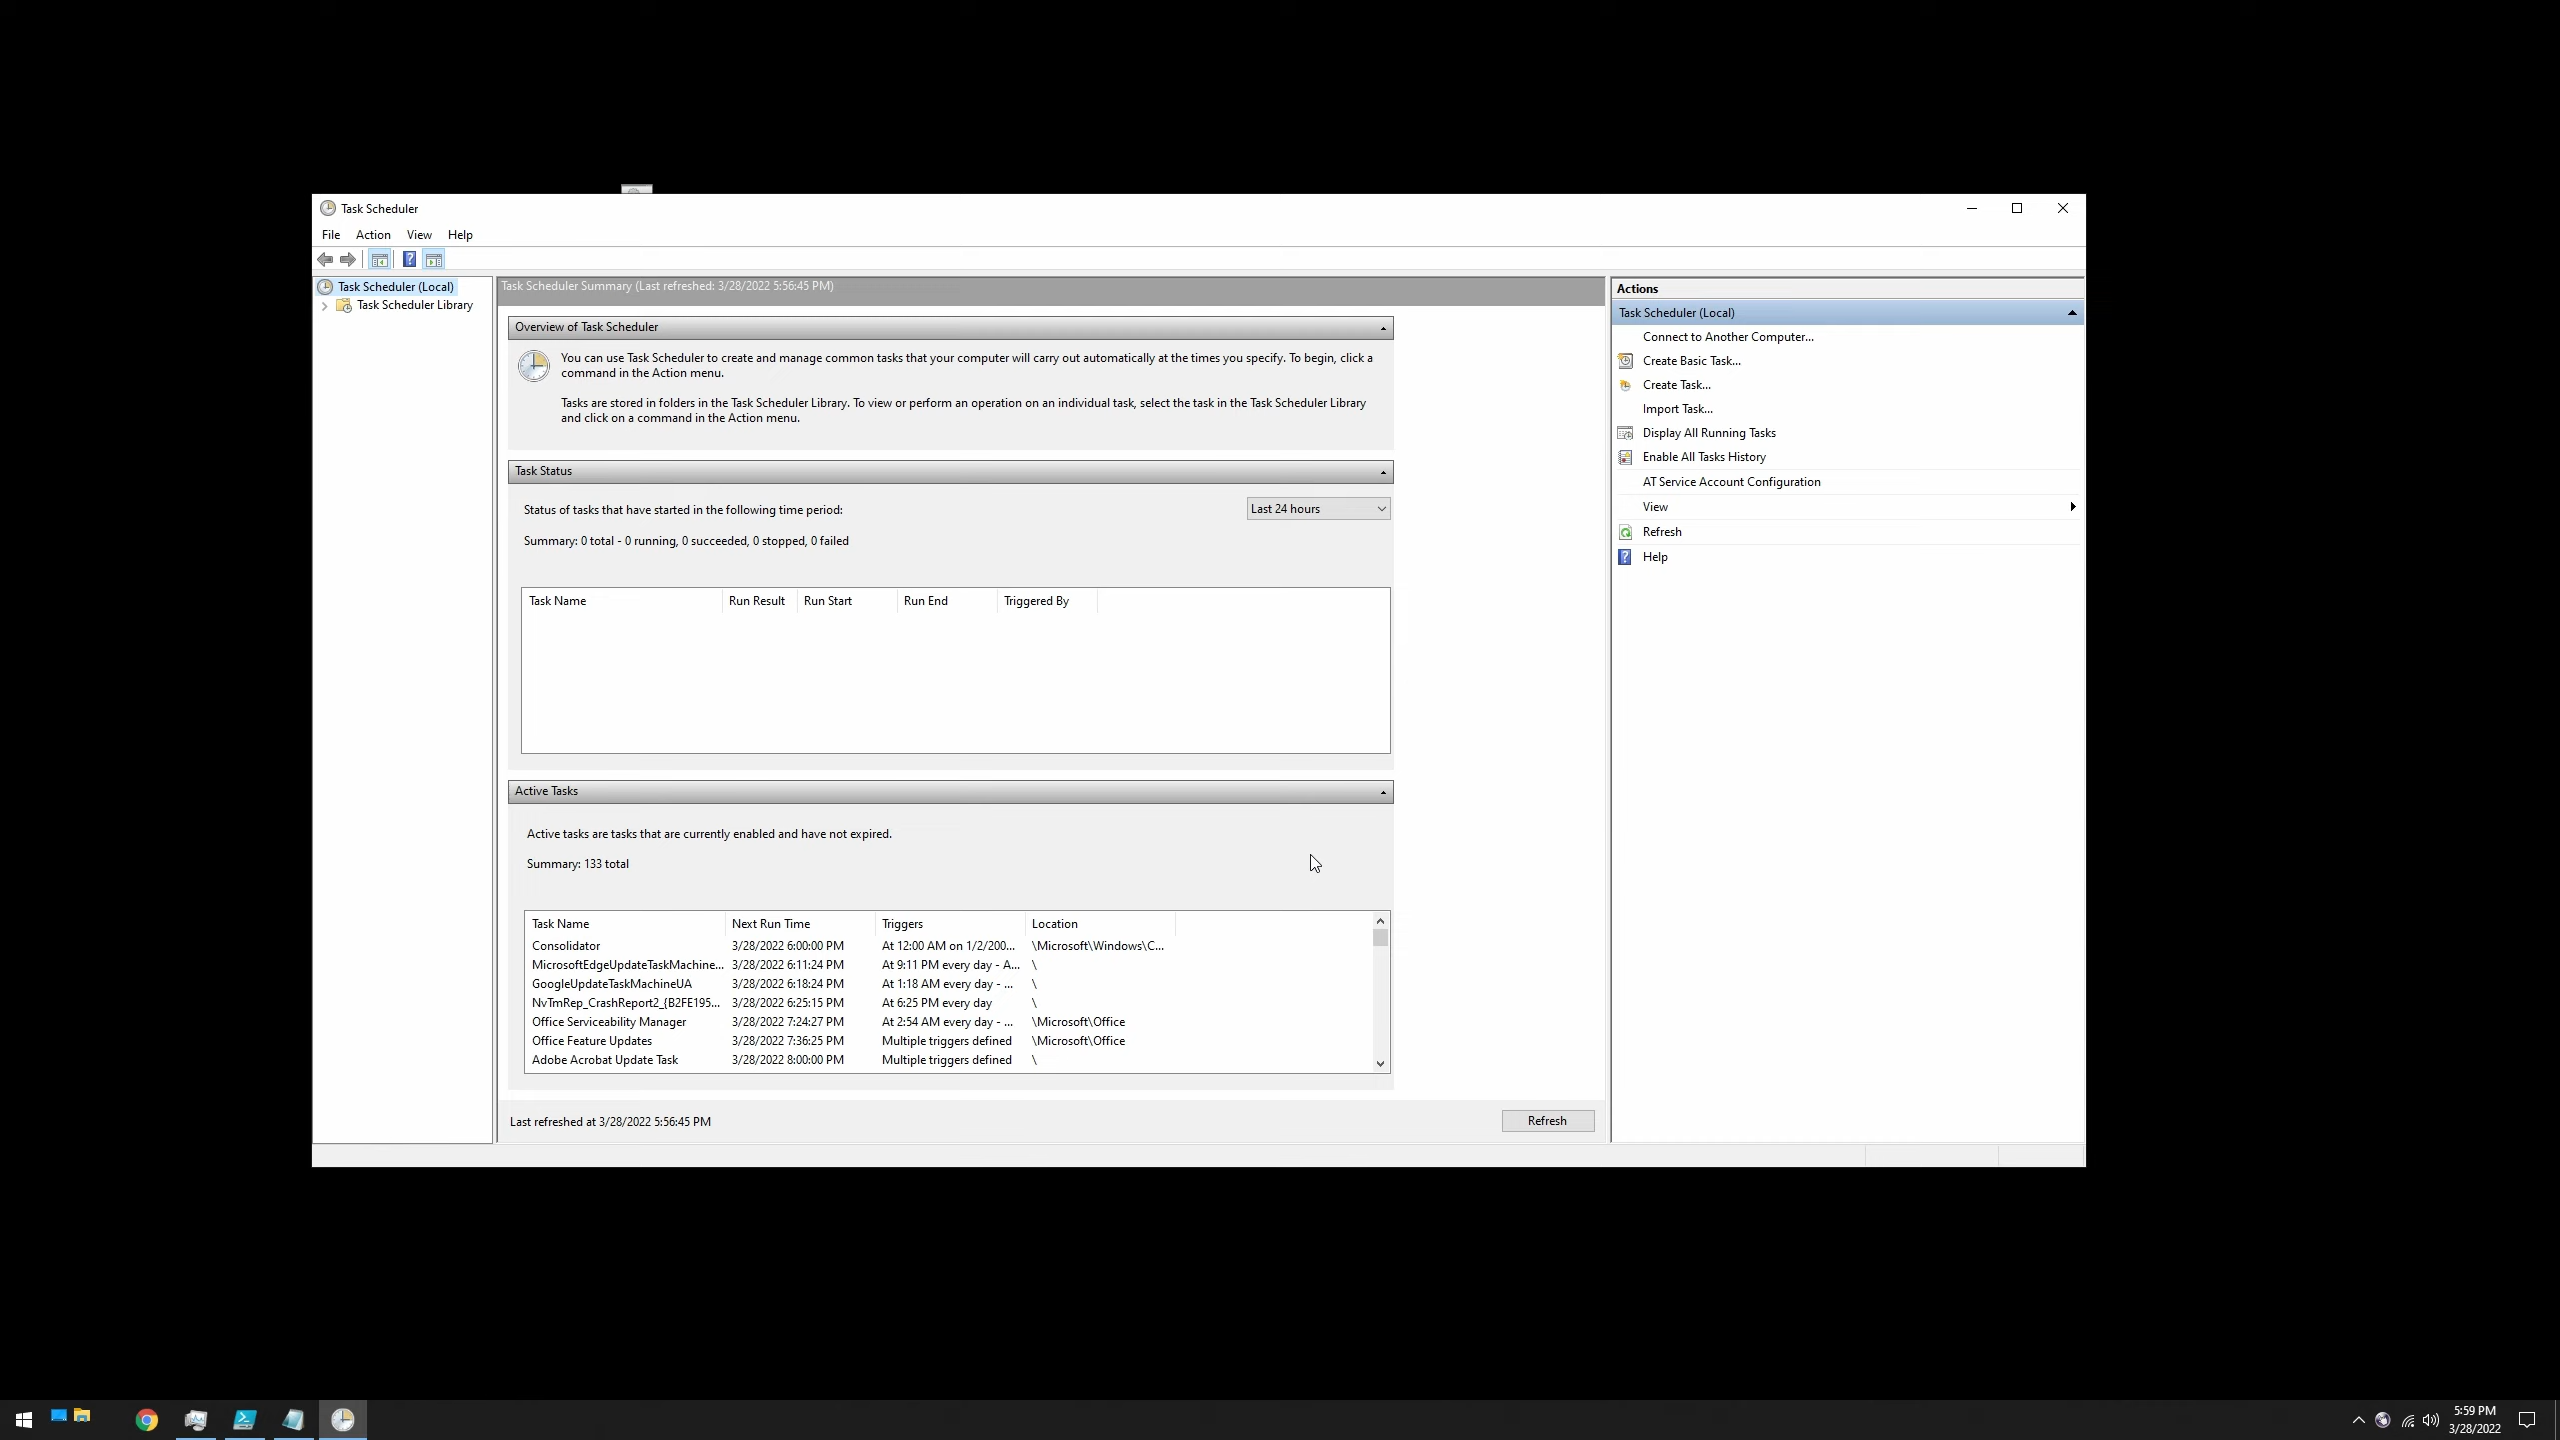 Task Scheduler
File Action View Help
Task Scheduler (Local)
Task Scheduler Library
Task Scheduler Summary (Last refreshed: 3/28/2022 5:56:45 PM)
Overview of Task Scheduler
You can use Task Scheduler to create and manage common tasks that your computer will carry out automatically at the times you specify. To begin, click a
command in the Action menu.
Tasks are stored in folders in the Task Scheduler Library. To view or perform an operation on an individual task, select the task in the Task Scheduler Library
and click on a command in the Action menu.
Task Status
Status of tasks that have started in the following time period:
Last 24 hours
Summary: 0 total - 0 running, 0 succeeded, 0 stopped, 0 failed
Task Name Run Result Run Start Run End Triggered By
Active Tasks
Active tasks are tasks that are currently enabled and have not expired.
Summary: 133 total
Task Name Next Run Time Triggers Location
Consolidator 3/28/2022 6:00:00 PM At 12:00 AM on 1/2/200... \Microsoft\Windows\C...
MicrosoftEdgeUpdateTaskMachine... 3/28/2022 6:11:24 PM At 9:11 PM every day - A... \
GoogleUpdateTaskMachineUA 3/28/2022 6:18:24 PM At 1:18 AM every day - ... \
NvTmRep_CrashReport2_{B2FE195... 3/28/2022 6:25:15 PM At 6:25 PM every day \
Office Serviceability Manager 3/28/2022 7:24:27 PM At 2:54 AM every day - ... \Microsoft\Office
Office Feature Updates 3/28/2022 7:36:25 PM Multiple triggers defined \Microsoft\Office
Adobe Acrobat Update Task 3/28/2022 8:00:00 PM Multiple triggers defined \
Last refreshed at 3/28/2022 5:56:45 PM
Refresh
Actions
Task Scheduler (Local)
Connect to Another Computer...
Create Basic Task...
Create Task...
Import Task...
Display All Running Tasks
Enable All Tasks History
AT Service Account Configuration
View
Refresh
Help
5:59 PM
3/28/2022